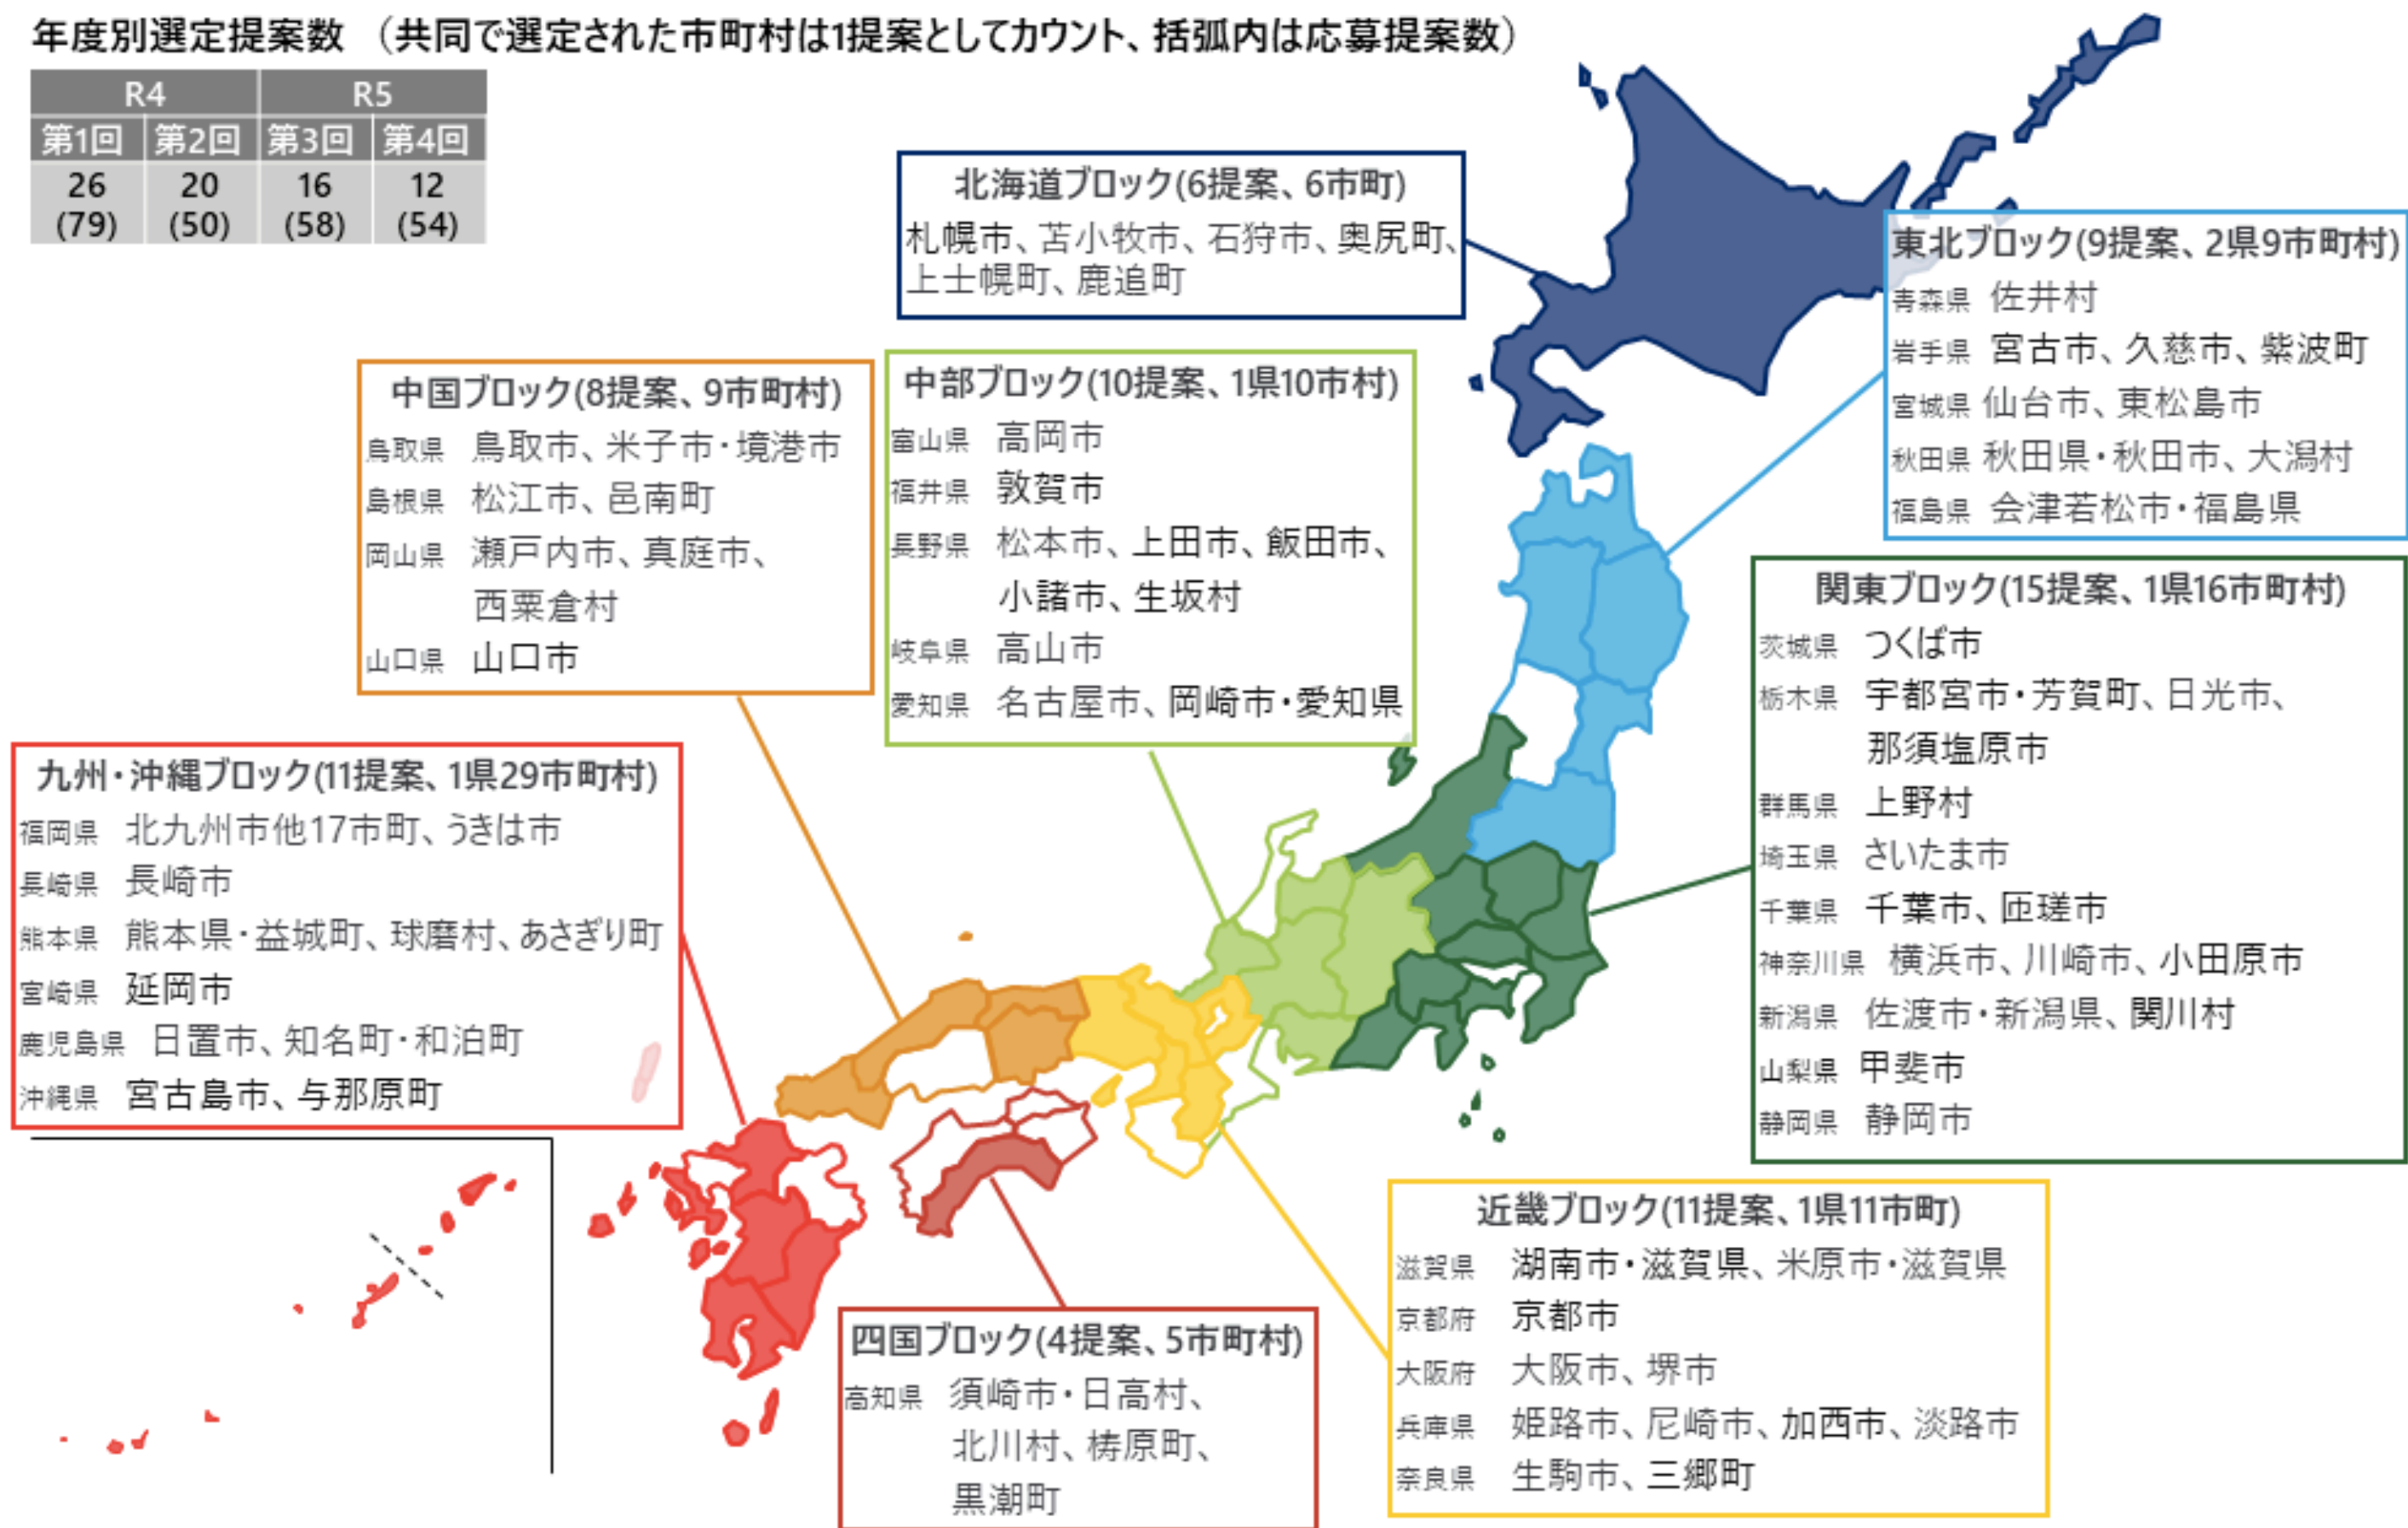 年度別選定提案数 （共同で選定された市町村は1提案としてカウント、括弧内は応募提案数）
R4 R5
第1回 第2回 第3回 第4回
26 20 16 12
(79) (50) (58) (54)
北海道ブロック(6提案、6市町)
札幌市、苫小牧市、石狩市、奥尻町、
上士幌町、鹿追町
東北ブロック(9提案、2県9市町村)
青森県 佐井村
岩手県 宮古市、久慈市、紫波町
宮城県 仙台市、東松島市
秋田県 秋田県・秋田市、大潟村
福島県 会津若松市・福島県
中国ブロック(8提案、9市町村)
鳥取県 鳥取市、米子市・境港市
島根県 松江市、邑南町
岡山県 瀬戸内市、真庭市、
西粟倉村
山口県 山口市
中部ブロック(10提案、1県10市村)
富山県 高岡市
福井県 敦賀市
長野県 松本市、上田市、飯田市、
小諸市、生坂村
岐阜県 高山市
愛知県 名古屋市、岡崎市・愛知県
関東ブロック(15提案、1県16市町村)
茨城県 つくば市
栃木県 宇都宮市・芳賀町、日光市、
那須塩原市
群馬県 上野村
埼玉県 さいたま市
千葉県 千葉市、匝瑳市
神奈川県 横浜市、川崎市、小田原市
新潟県 佐渡市・新潟県、関川村
山梨県 甲斐市
静岡県 静岡市
九州・沖縄ブロック(11提案、1県29市町村)
福岡県 北九州市他17市町、うきは市
長崎県 長崎市
熊本県 熊本県・益城町、球磨村、あさぎり町
宮崎県 延岡市
鹿児島県 日置市、知名町・和泊町
沖縄県 宮古島市、与那原町
近畿ブロック(11提案、1県11市町)
滋賀県 湖南市・滋賀県、米原市・滋賀県
京都府 京都市
大阪府 大阪市、堺市
兵庫県 姫路市、尼崎市、加西市、淡路市
奈良県 生駒市、三郷町
四国ブロック(4提案、5市町村)
高知県 須崎市・日高村、
北川村、梼原町、
黒潮町